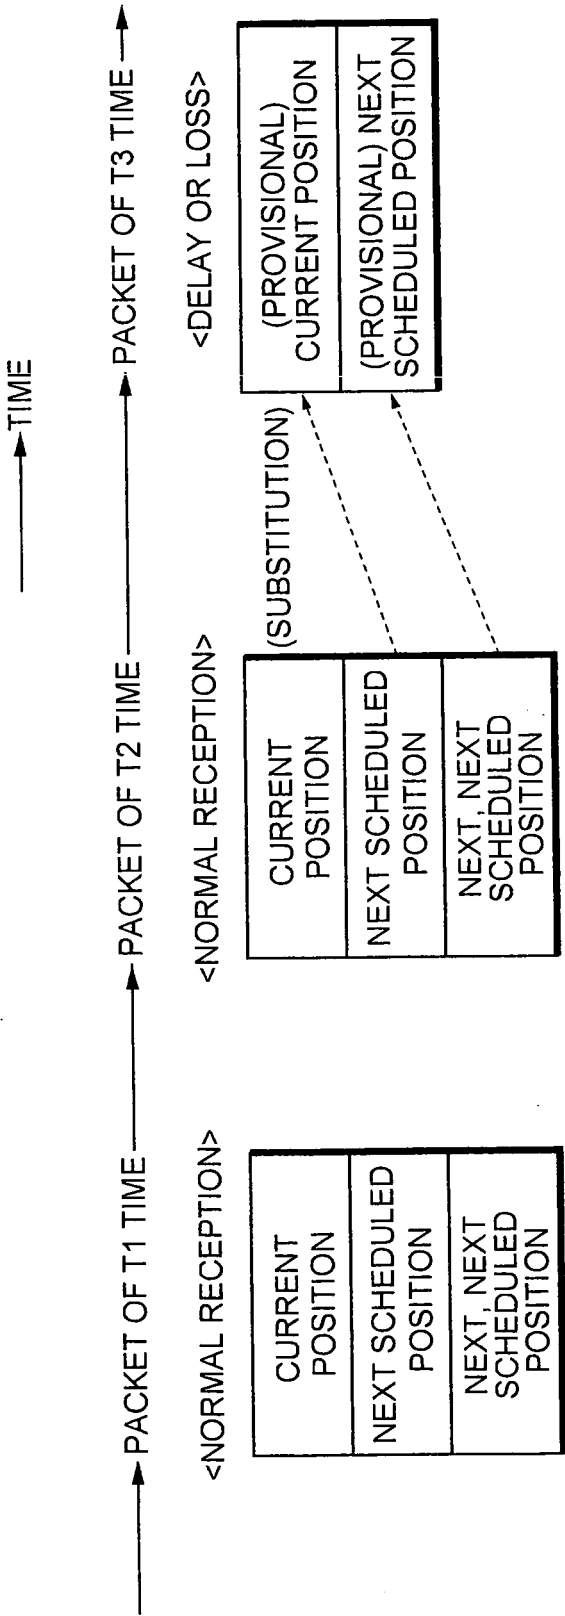 TIME
PACKET OF T1 TIME
PACKET OF T2 TIME
PACKET OF T3 TIME
<NORMAL RECEPTION>
CURRENT
POSITION
NEXT SCHEDULED
POSITION
NEXT, NEXT
SCHEDULED
POSITION
<NORMAL RECEPTION>
CURRENT
POSITION
NEXT SCHEDULED
POSITION
NEXT, NEXT
SCHEDULED
POSITION
(SUBSTITUTION)
<DELAY OR LOSS>
(PROVISIONAL)
CURRENT POSITION
(PROVISIONAL) NEXT
SCHEDULED POSITION